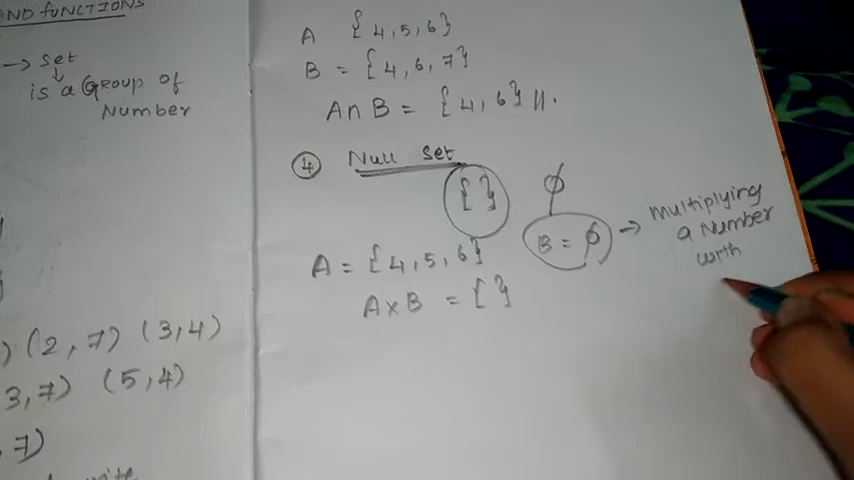 AND FUNCTIONS
→ set
↓
is a Group of
Number
) (2, 7) (3, 4)
3, 7) (5, 4)
, 7)
A {4, 5, 6}
B = {4, 6, 7}
A∩B = {4, 6} //.
④ Null set
{ } ϕ
A = {4, 5, 6} B = ϕ → Multiplying
a Number
with
A×B = { }